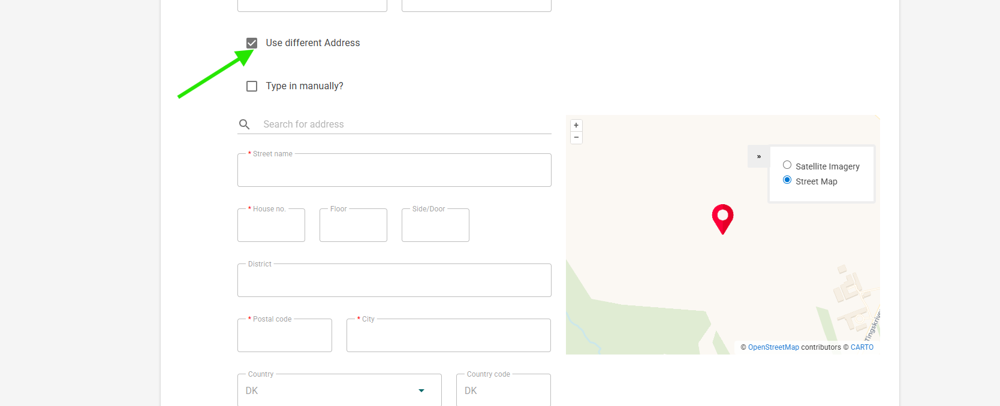 Use different Address
Type in manually?
Search for address
* Street name
* House no.
Floor
Side/Door
District
* Postal code
* City
Country
DK
Country code
DK
+
−
»
Satellite Imagery
Street Map
Tingskriver
© OpenStreetMap contributors © CARTO